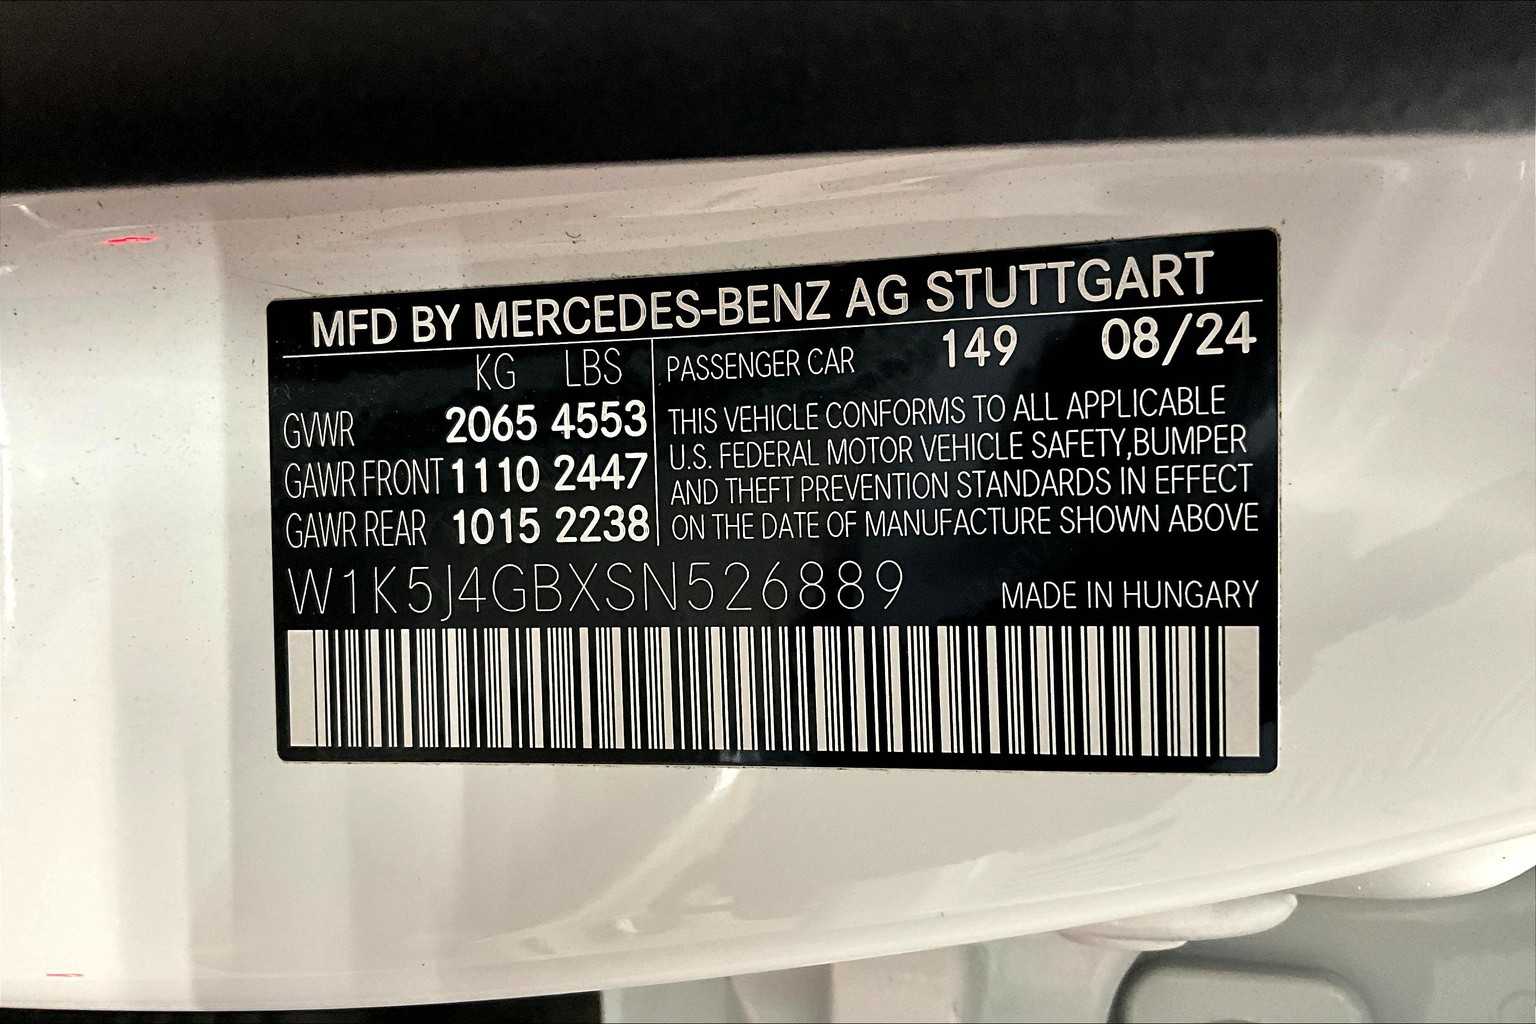 MFD BY MERCEDES-BENZ AG STUTTGART
KG LBS
GVWR 2065 4553
GAWR FRONT 1110 2447
GAWR REAR 1015 2238
PASSENGER CAR 149 08/24
THIS VEHICLE CONFORMS TO ALL APPLICABLE
U.S. FEDERAL MOTOR VEHICLE SAFETY,BUMPER
AND THEFT PREVENTION STANDARDS IN EFFECT
ON THE DATE OF MANUFACTURE SHOWN ABOVE
W1K5J4GBXSN526889
MADE IN HUNGARY